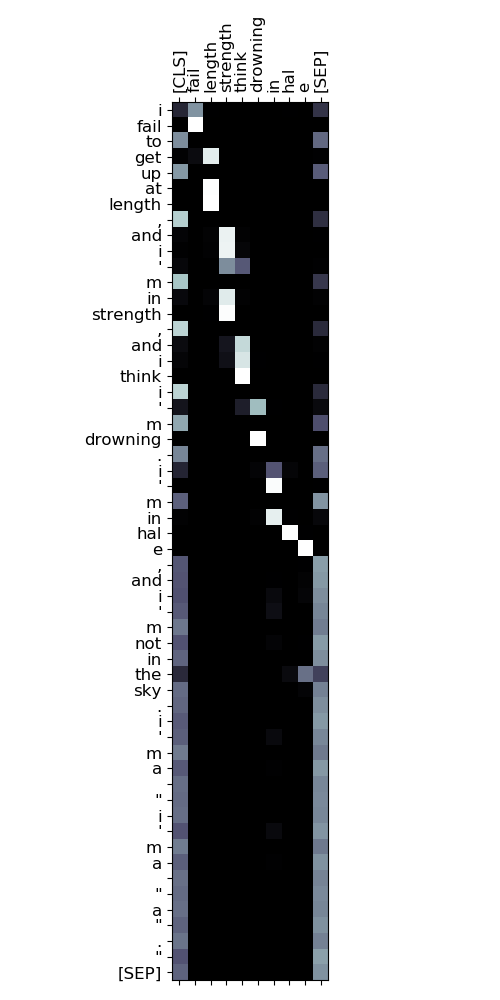 [CLS]
fail
length
strength
think
drowning
in
hal
e
[SEP]
i
fail
to
get
up
at
length
,
and
i
'
m
in
strength
,
and
i
think
i
'
m
drowning
.
i
'
m
in
hal
e
,
and
i
'
m
not
in
the
sky
.
i
'
m
a
"
i
'
m
a
"
a
"
.
"
[SEP]